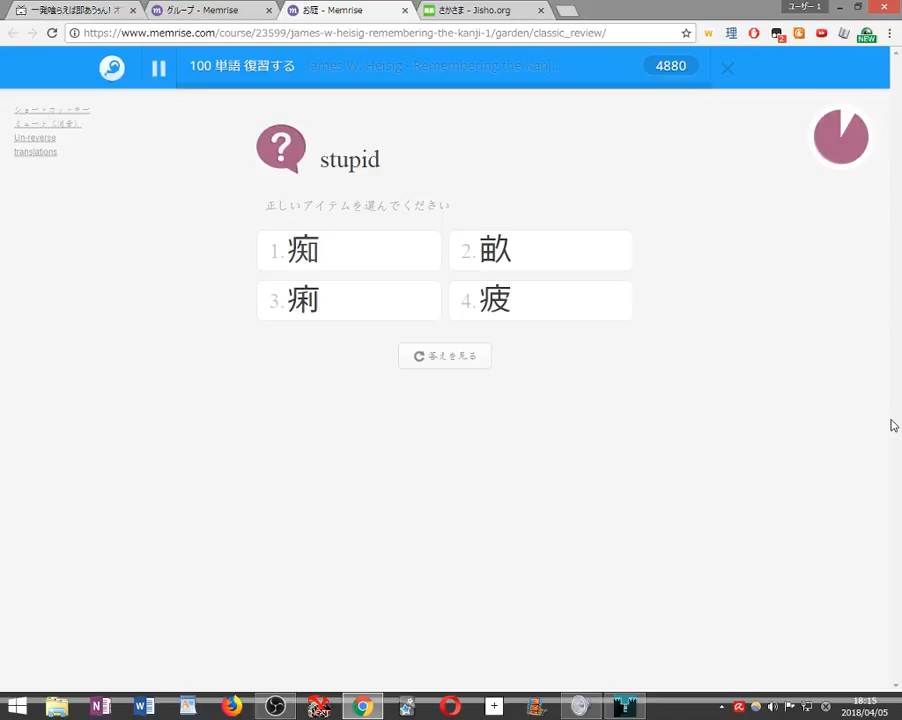 一発喰らえば即あうん! オ
グループ - Memrise
お庭 - Memrise
さかさま - Jisho.org
ユーザー 1
https://www.memrise.com/course/23599/james-w-heisig-remembering-the-kanji-1/garden/classic_review/
100 単語 復習する
James W. Heisig - Remembering the Kanji...
4880
ショートカットキー
ミュート (消音)
Un-reverse
translations
? stupid
正しいアイテムを選んでください
1. 痴
2. 畝
3. 痢
4. 疲
答えを見る
18:15
2018/04/05